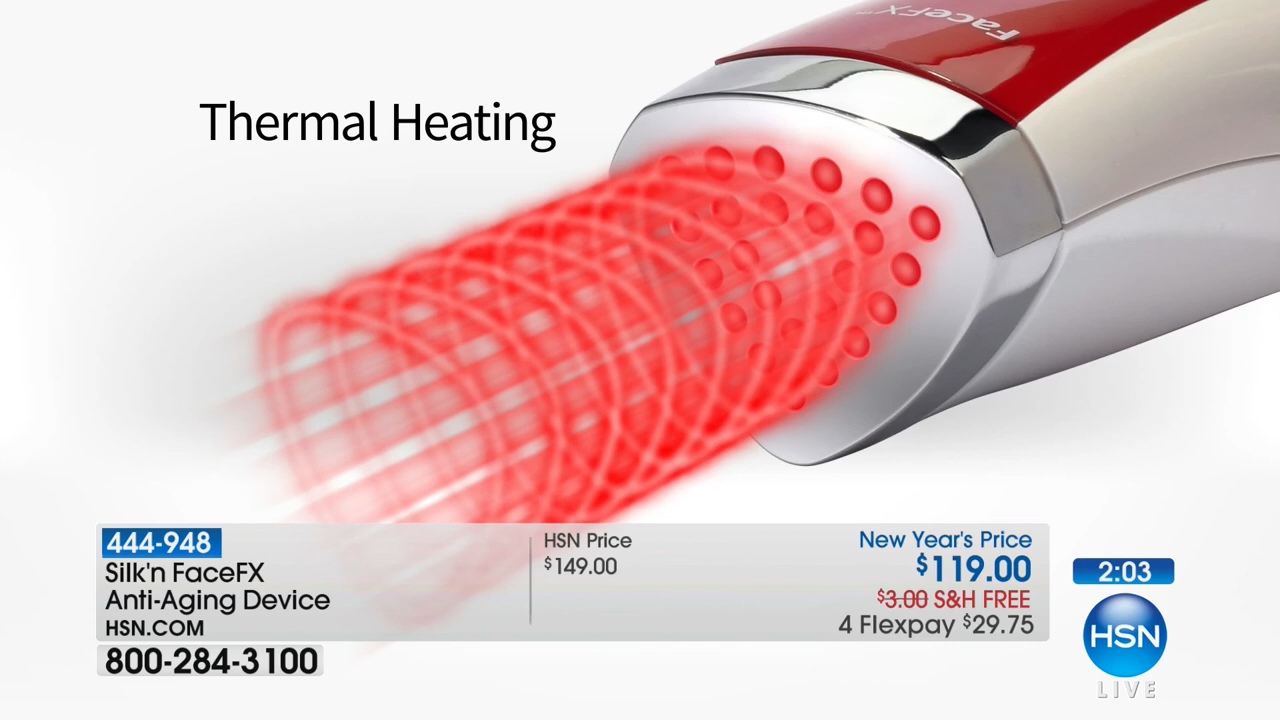 FaceFX™
Thermal Heating
444-948
Silk'n FaceFX
Anti-Aging Device
HSN.COM
800-284-3100
HSN Price
$149.00
New Year's Price
$119.00
$3.00 S&H FREE
4 Flexpay $29.75
2:03
HSN
LIVE